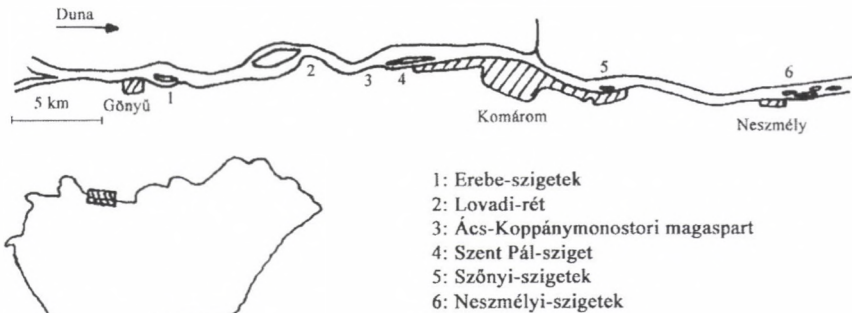 Duna
5 km
Gönyű
1
2
3
4
Komárom
5
6
Neszmély
1: Erebe-szigetek
2: Lovadi-rét
3: Ács-Koppánymonostori magaspart
4: Szent Pál-sziget
5: Szőnyi-szigetek
6: Neszmélyi-szigetek